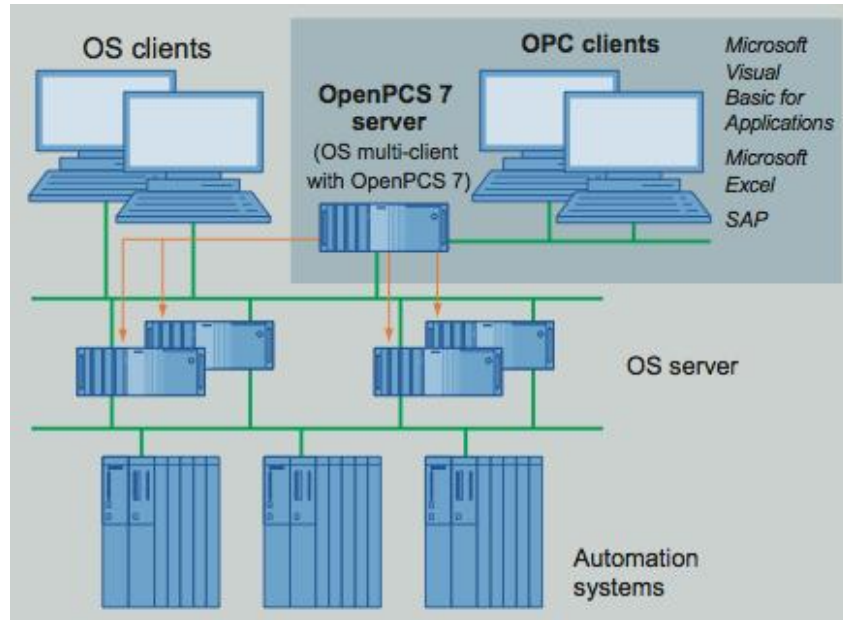 OS clients
OPC clients
OpenPCS 7
server
(OS multi-client
with OpenPCS 7)
Microsoft
Visual
Basic for
Applications
Microsoft
Excel
SAP
OS server
Automation
systems